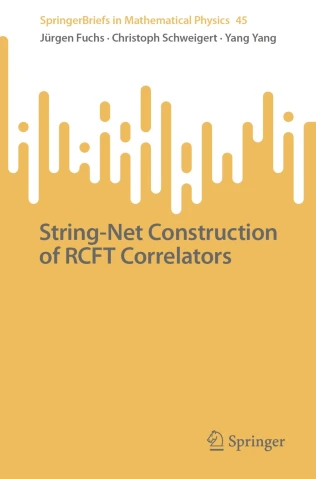 SpringerBriefs in Mathematical Physics 45
Jürgen Fuchs · Christoph Schweigert · Yang Yang
String-Net Construction
of RCFT Correlators
Springer